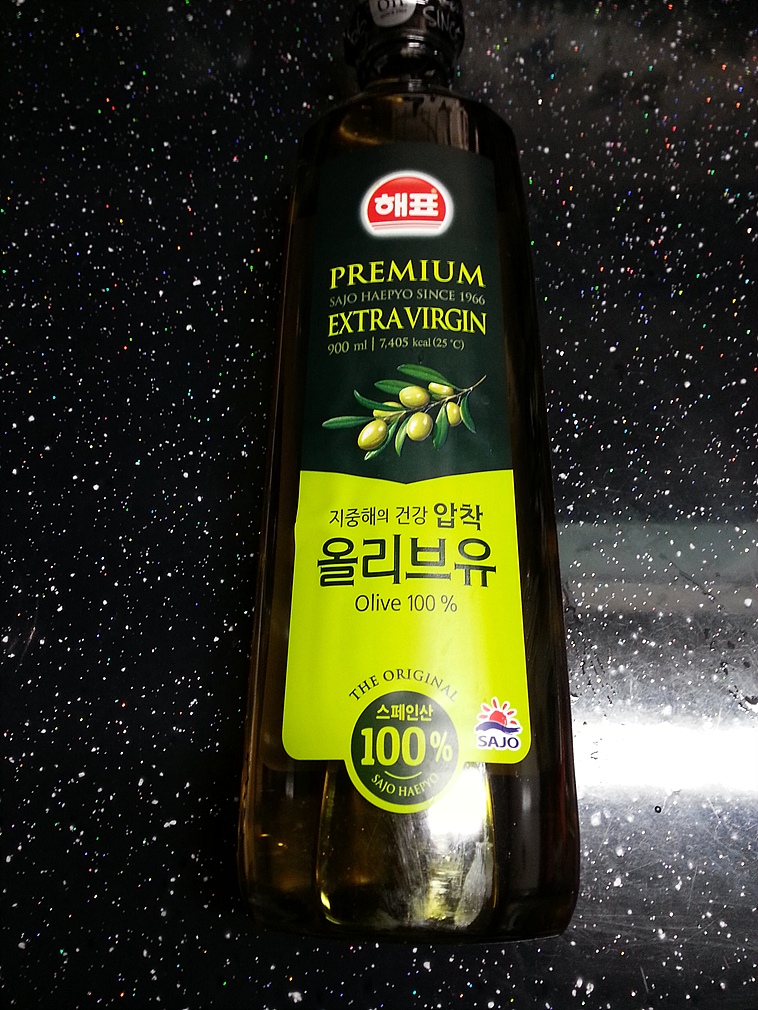 SINCE
해표
PREMIUM
SAJO HAEPYO SINCE 1966
EXTRA VIRGIN
900 ml | 7,405 kcal (25 ℃)
지중해의 건강 압착
올리브유
Olive 100 %
THE ORIGINAL
스페인산
100%
SAJO HAEPYO
SAJO